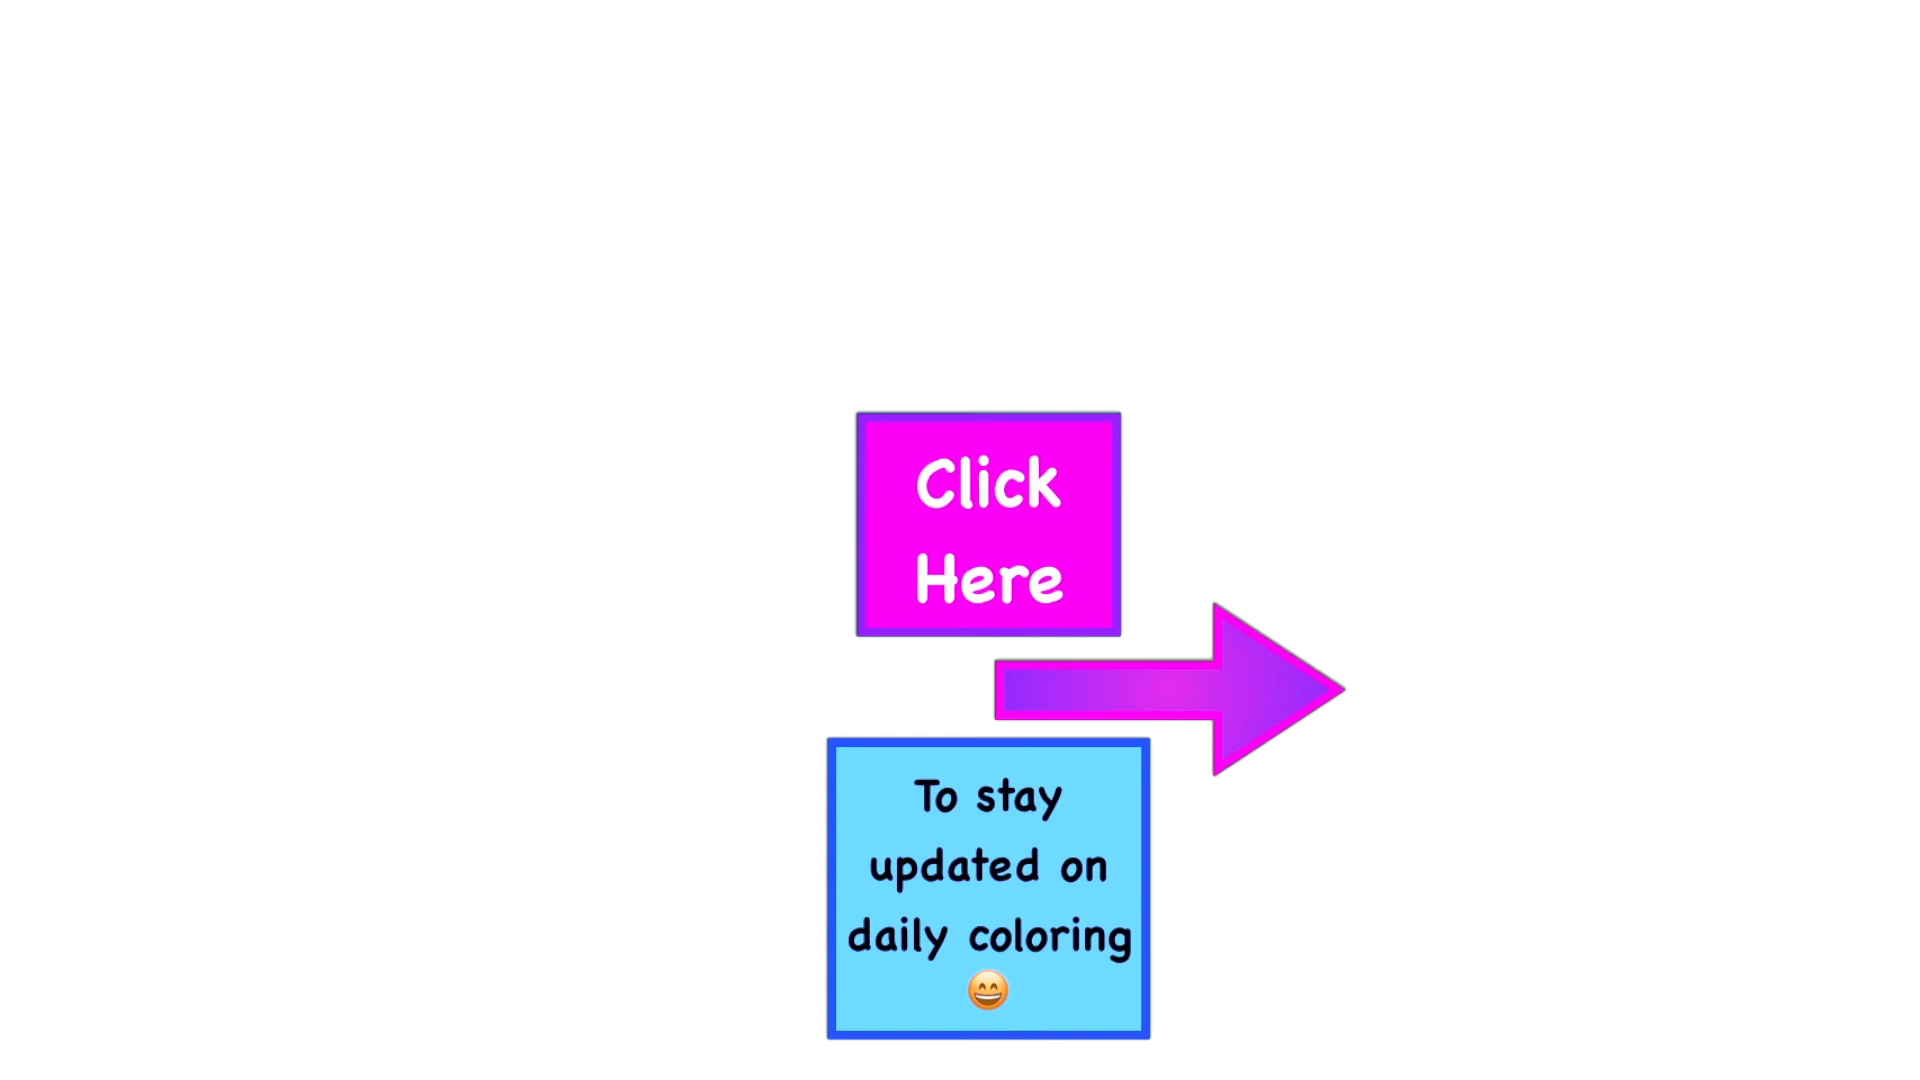 Click
Here
To stay
updated on
daily coloring
😄